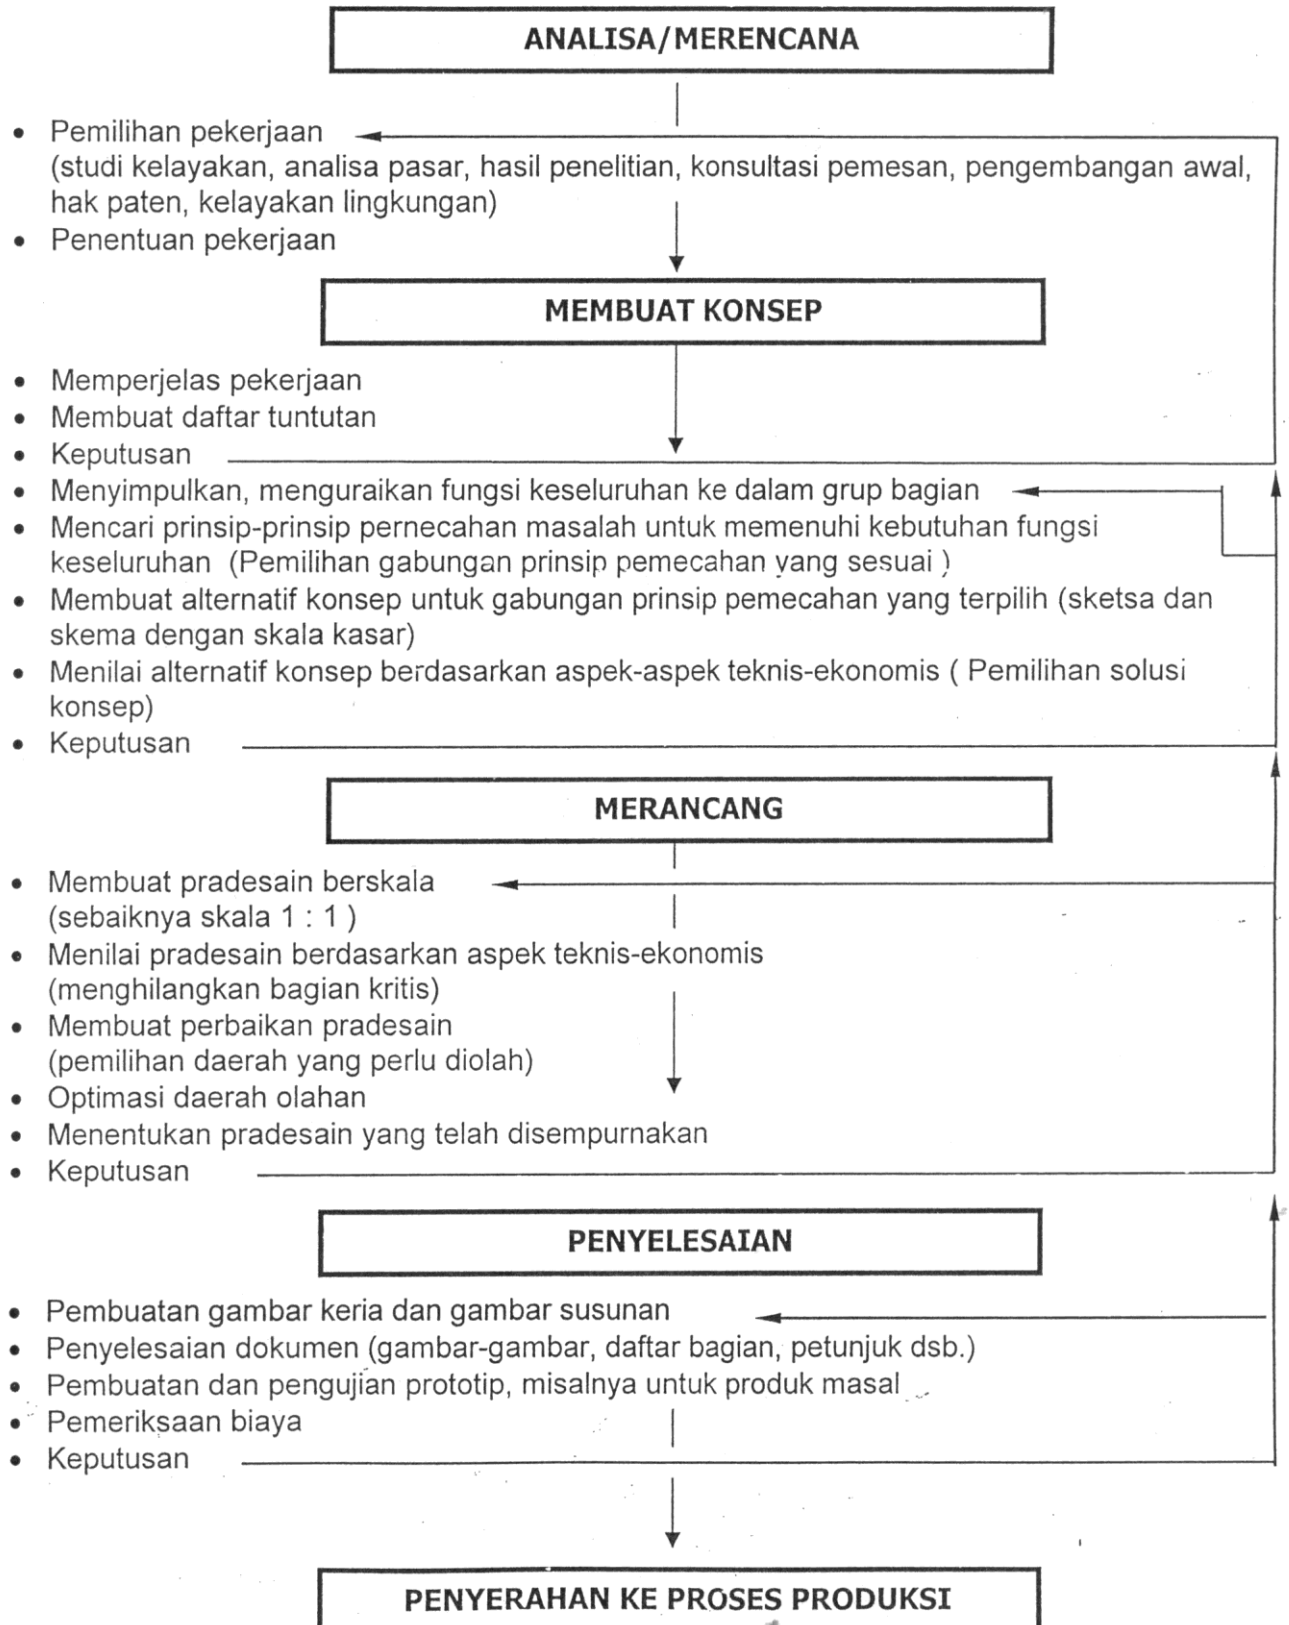 ANALISA/MERENCANA
• Pemilihan pekerjaan
(studi kelayakan, analisa pasar, hasil penelitian, konsultasi pemesan, pengembangan awal,
hak paten, kelayakan lingkungan)
• Penentuan pekerjaan
MEMBUAT KONSEP
• Memperjelas pekerjaan
• Membuat daftar tuntutan
• Keputusan
• Menyimpulkan, menguraikan fungsi keseluruhan ke dalam grup bagian
• Mencari prinsip-prinsip pernecahan masalah untuk memenuhi kebutuhan fungsi
keseluruhan (Pemilihan gabungan prinsip pemecahan yang sesuai )
• Membuat alternatif konsep untuk gabungan prinsip pemecahan yang terpilih (sketsa dan
skema dengan skala kasar)
• Menilai alternatif konsep berdasarkan aspek-aspek teknis-ekonomis ( Pemilihan solusi
konsep)
• Keputusan
MERANCANG
• Membuat pradesain berskala
(sebaiknya skala 1 : 1 )
• Menilai pradesain berdasarkan aspek teknis-ekonomis
(menghilangkan bagian kritis)
• Membuat perbaikan pradesain
(pemilihan daerah yang perlu diolah)
• Optimasi daerah olahan
• Menentukan pradesain yang telah disempurnakan
• Keputusan
PENYELESAIAN
• Pembuatan gambar keria dan gambar susunan
• Penyelesaian dokumen (gambar-gambar, daftar bagian, petunjuk dsb.)
• Pembuatan dan pengujian prototip, misalnya untuk produk masal
• Pemeriksaan biaya
• Keputusan
PENYERAHAN KE PROSES PRODUKSI